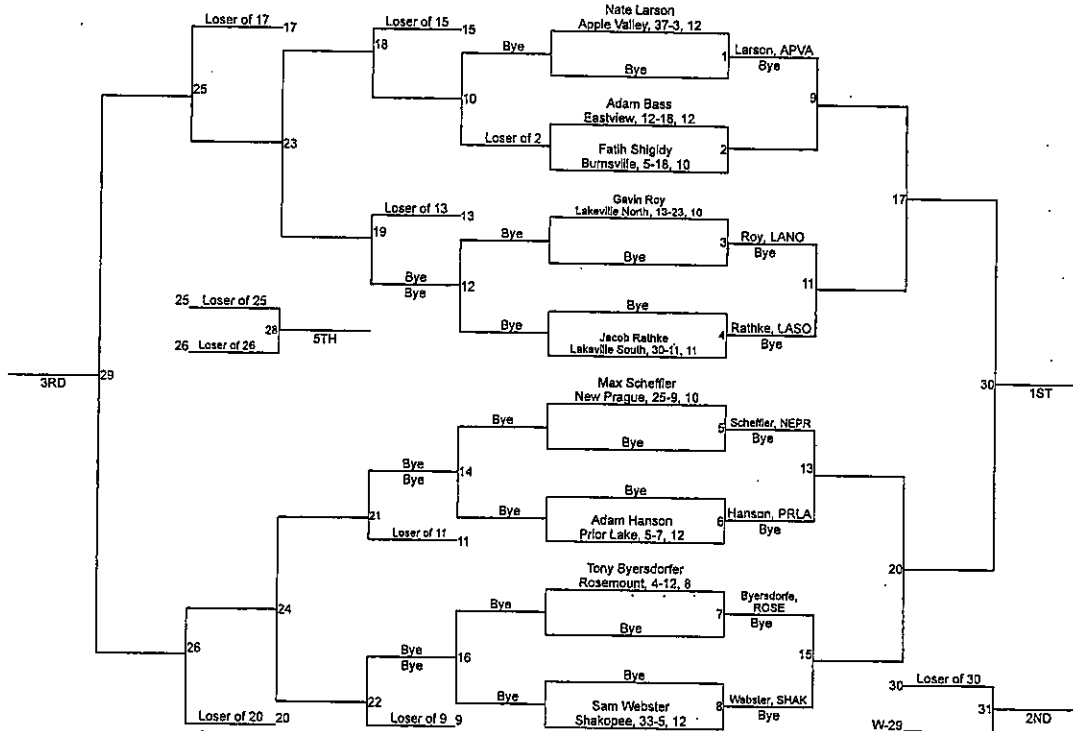 Loser of 17
17
25
23
Loser of 15
15
18
10
Bye
Loser of 2
Nate Larson
Apple Valley, 37-3, 12
Bye
1
Larson, APVA
Bye
9
Adam Bass
Eastview, 12-18, 12
2
Fatih Shigidy
Burnsville, 5-18, 10
17
Loser of 13
13
19
Bye
Bye
12
Bye
Bye
Gavin Roy
Lakeville North, 13-23, 10
3
Bye
Roy, LANO
Bye
11
Bye
4
Jacob Rathke
Lakeville South, 30-11, 11
Rathke, LASO
Bye
25
Loser of 25
28
5TH
26
Loser of 26
3RD
29
30
1ST
Max Scheffler
New Prague, 25-9, 10
5
Bye
Scheffler, NEPR
Bye
13
Bye
14
Bye
Bye
Bye
21
Loser of 11
11
Bye
Adam Hanson
Prior Lake, 5-7, 12
6
Hanson, PRLA
Bye
20
24
Tony Byersdorfer
Rosemount, 4-12, 8
7
Bye
Byersdorfe,
ROSE
Bye
15
Bye
16
Bye
Bye
Bye
22
Loser of 9
9
26
Loser of 20
20
Bye
Sam Webster
Shakopee, 33-5, 12
8
Webster, SHAK
Bye
30
Loser of 30
31
2ND
W-29